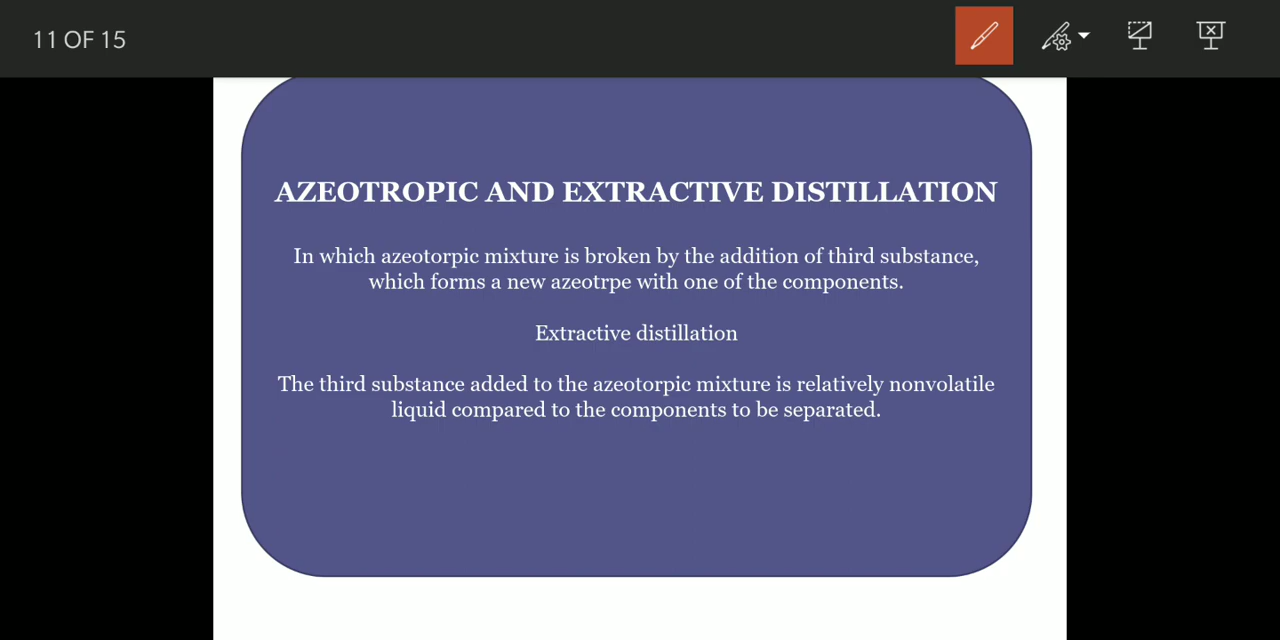 11 OF 15
AZEOTROPIC AND EXTRACTIVE DISTILLATION
In which azeotorpic mixture is broken by the addition of third substance,
which forms a new azeotrpe with one of the components.
Extractive distillation
The third substance added to the azeotorpic mixture is relatively nonvolatile
liquid compared to the components to be separated.